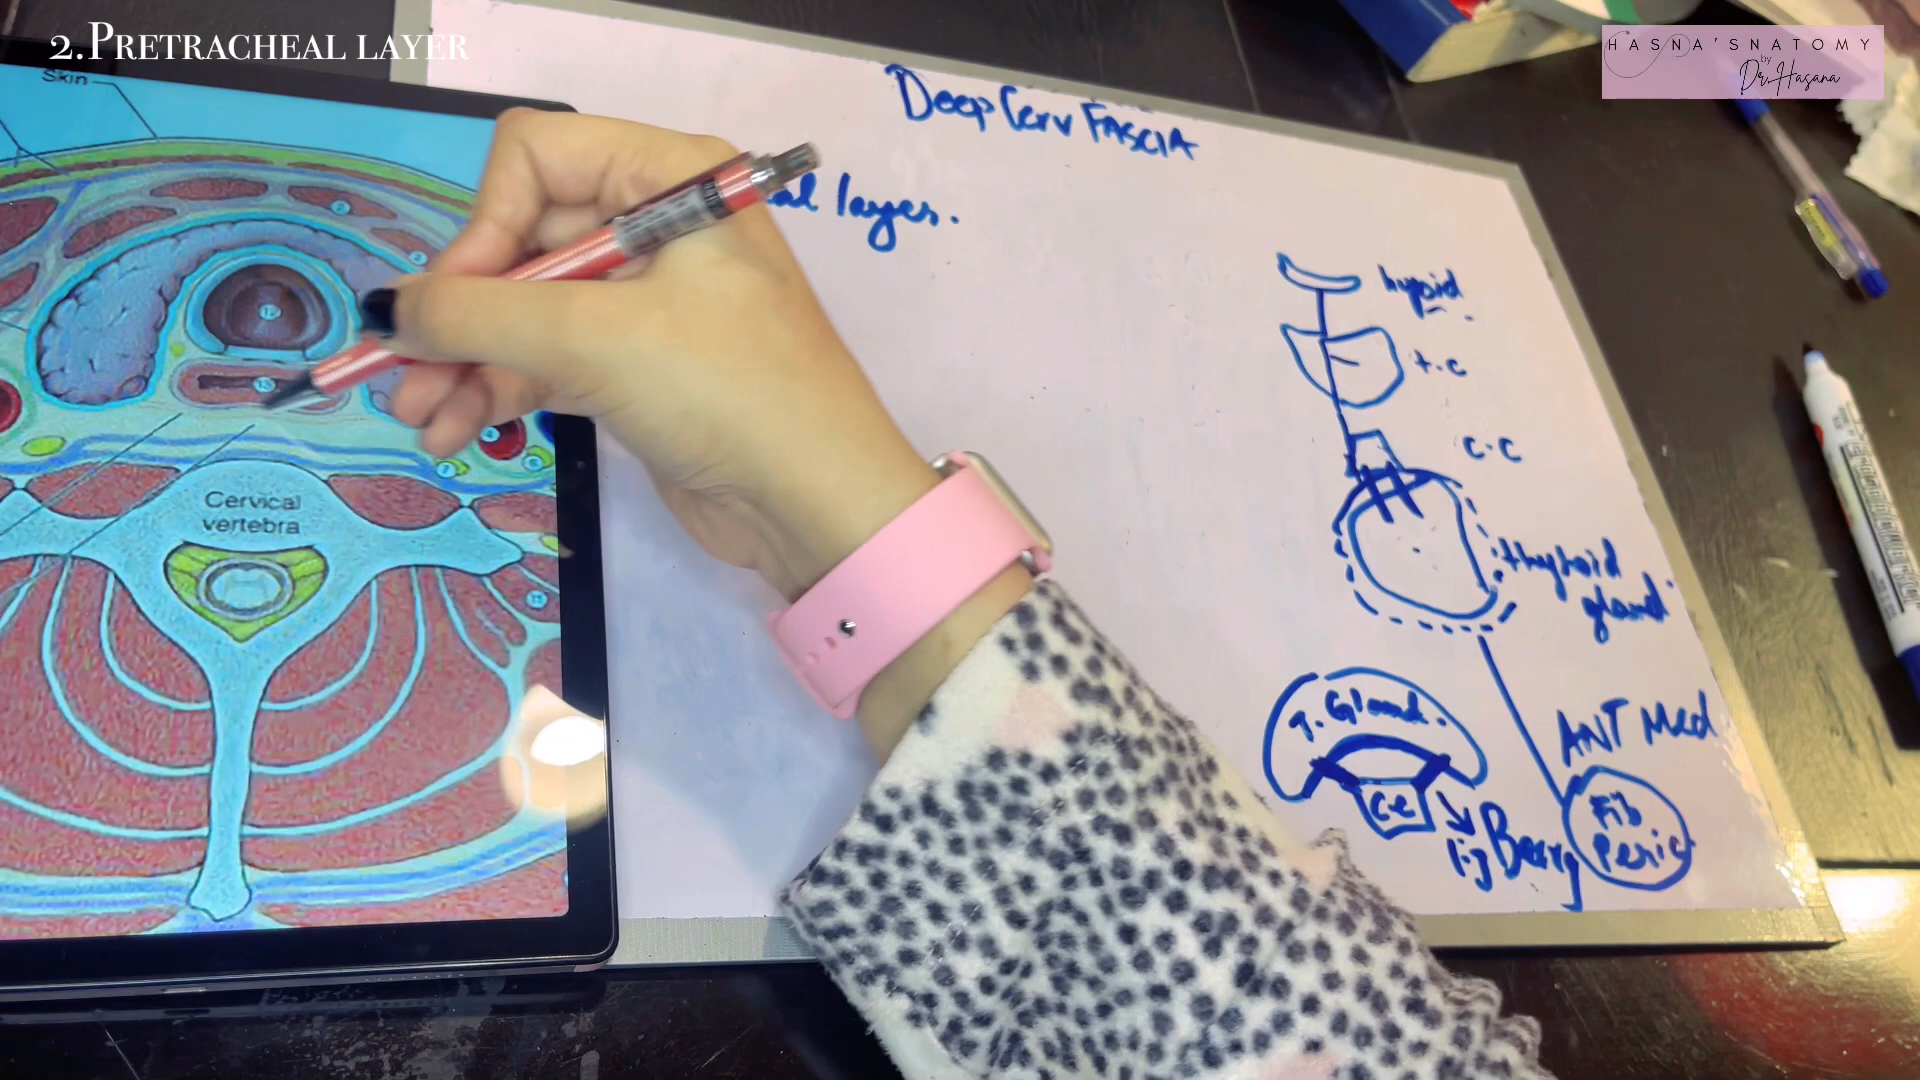 2. PRETRACHEAL LAYER
HASNA'SNATOMY
by
Dr. Hasana
Skin
Deep Cerv FASCIA
al layer.
hyoid
t.c
c.c
thyroid
gland
Cervical
vertebra
ANT Med
T. Gland.
c.c
Fib
Peric
lig Berry